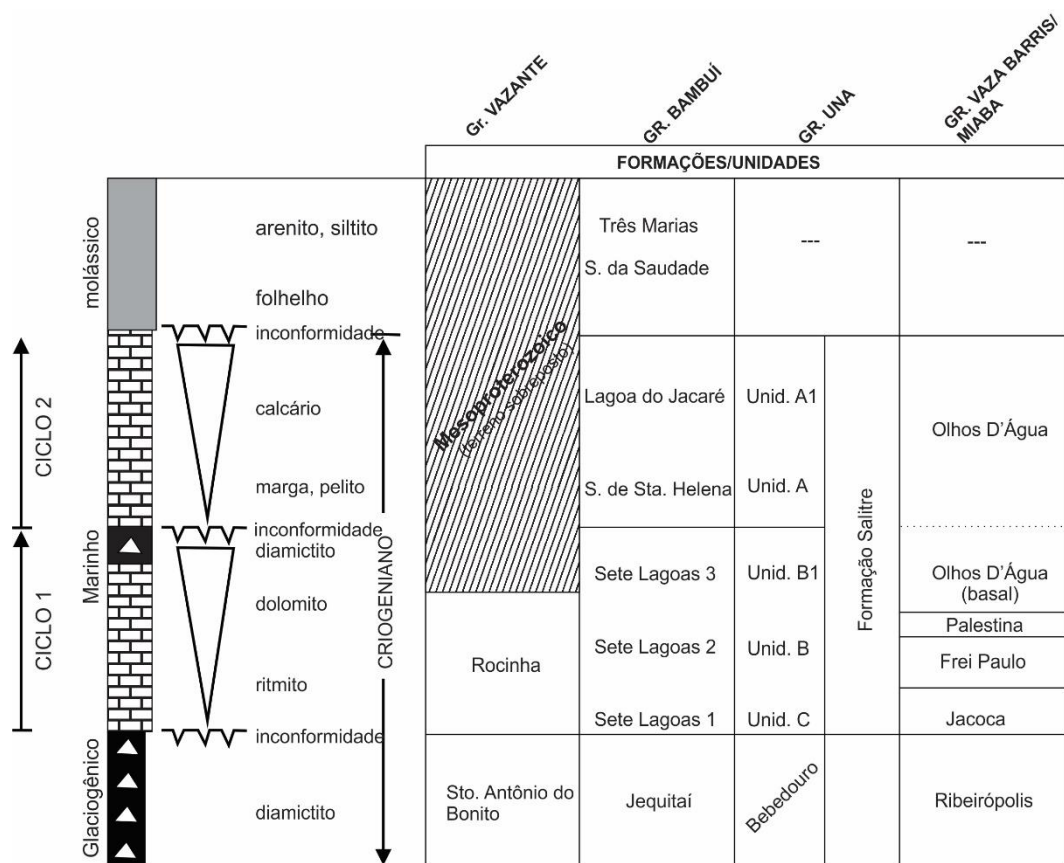 Gr. VAZANTE
GR. BAMBUÍ
GR. UNA
GR. VAZA BARRIS/
MIABA
FORMAÇÕES/UNIDADES
molássico
arenito, siltito
folhelho
inconformidade
Mesoproterozoico
(terreno sobreposto)
Três Marias
S. da Saudade
---
---
CICLO 2
calcário
marga, pelito
Lagoa do Jacaré
Unid. A1
S. de Sta. Helena
Unid. A
Olhos D'Água
Formação Salitre
Marinho
CRIOGENIANO
CICLO 1
inconformidade
diamictito
dolomito
ritmito
inconformidade
Sete Lagoas 3
Unid. B1
Olhos D'Água
(basal)
Palestina
Rocinha
Sete Lagoas 2
Unid. B
Frei Paulo
Sete Lagoas 1
Unid. C
Jacoca
Glaciogênico
diamictito
Sto. Antônio do
Bonito
Jequitaí
Bebedouro
Ribeirópolis